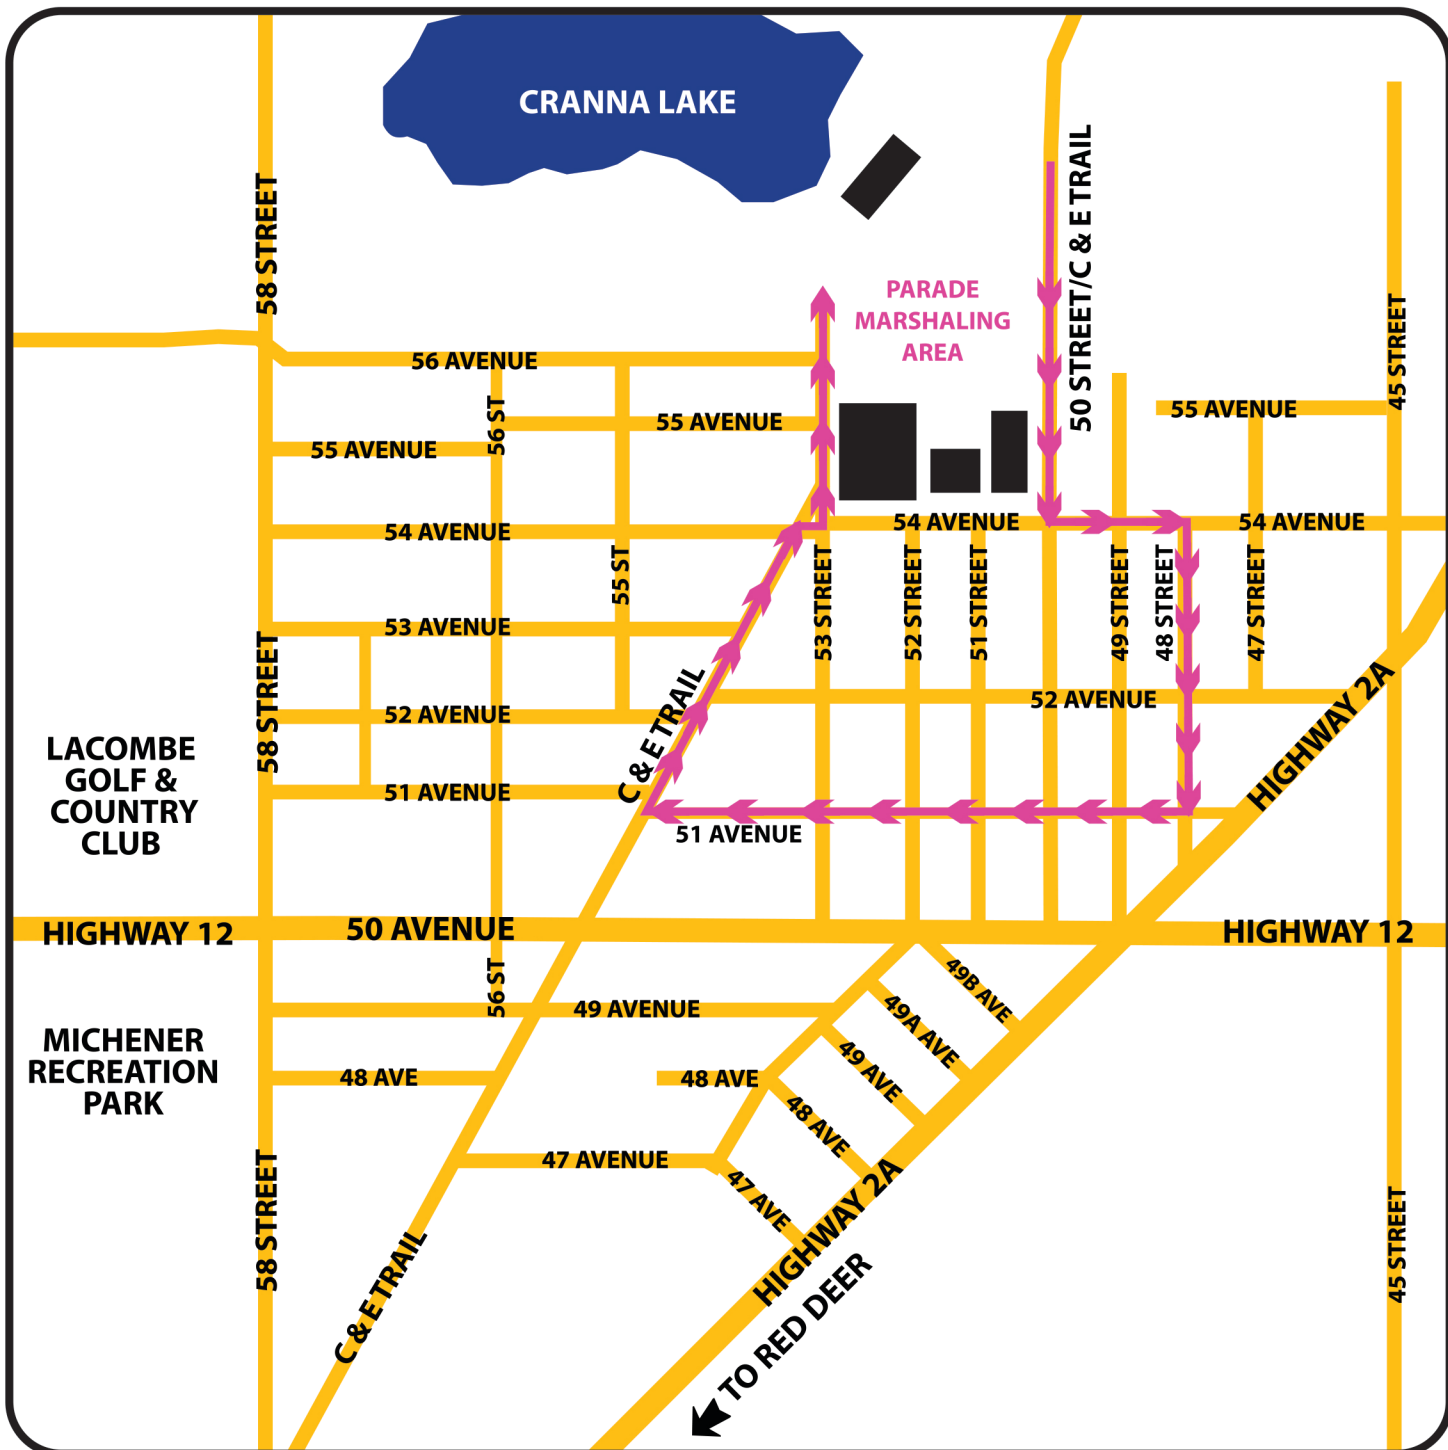 CRANNA LAKE
58 STREET
50 STREET/C & E TRAIL
PARADE
MARSHALING
AREA
45 STREET
56 AVENUE
56 ST
55 AVENUE
55 AVENUE
55 AVENUE
54 AVENUE
54 AVENUE
54 AVENUE
55 ST
53 STREET
52 STREET
51 STREET
49 STREET
48 STREET
47 STREET
53 AVENUE
58 STREET
C & E TRAIL
52 AVENUE
52 AVENUE
HIGHWAY 2A
LACOMBE
GOLF &
COUNTRY
CLUB
51 AVENUE
51 AVENUE
HIGHWAY 12
50 AVENUE
HIGHWAY 12
56 ST
49 AVENUE
49B AVE
49A AVE
49 AVE
MICHENER
RECREATION
PARK
48 AVE
48 AVE
48 AVE
47 AVENUE
47 AVE
58 STREET
C & E TRAIL
HIGHWAY 2A
45 STREET
TO RED DEER